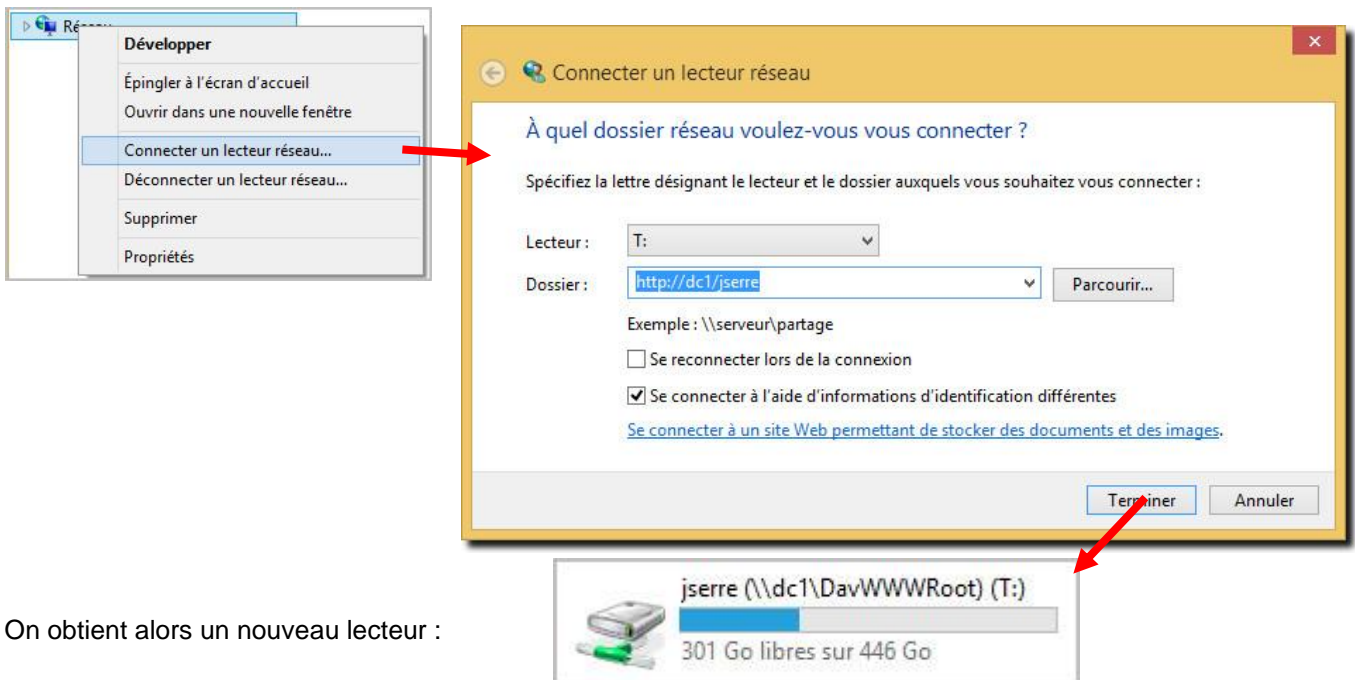 Développer
Épingler à l'écran d'accueil
Ouvrir dans une nouvelle fenêtre
Connecter un lecteur réseau...
Déconnecter un lecteur réseau...
Supprimer
Propriétés
Connecter un lecteur réseau
À quel dossier réseau voulez-vous vous connecter ?
Spécifiez la lettre désignant le lecteur et le dossier auxquels vous souhaitez vous connecter :
Lecteur : T:
Dossier : http://dc1/jserre Parcourir...
Exemple : \\serveur\partage
Se reconnecter lors de la connexion
Se connecter à l'aide d'informations d'identification différentes
Se connecter à un site Web permettant de stocker des documents et des images.
Terminer Annuler
jserre (\\dc1\DavWWWRoot) (T:)
On obtient alors un nouveau lecteur :
301 Go libres sur 446 Go